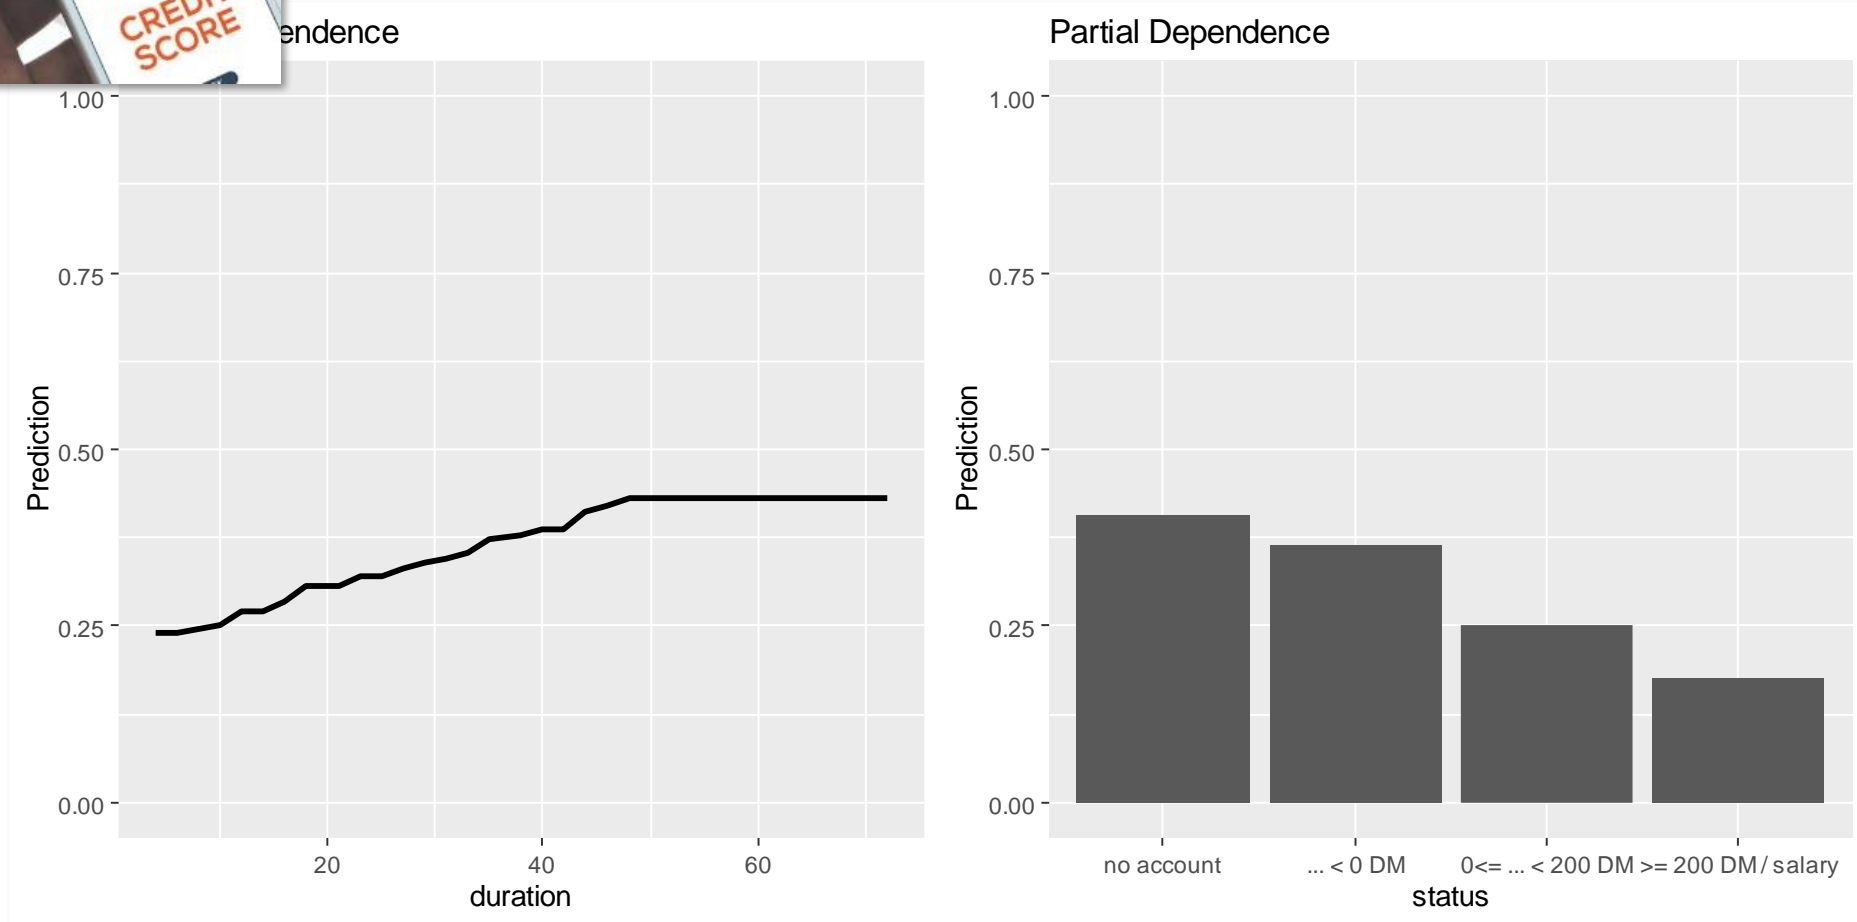 CREDIT
SCORE
endence
1.00
0.75
0.50
0.25
0.00
Prediction
20 40 60
duration
Partial Dependence
1.00
0.75
0.50
0.25
0.00
Prediction
no account ... < 0 DM 0<= ... < 200 DM >= 200 DM/ salary
status